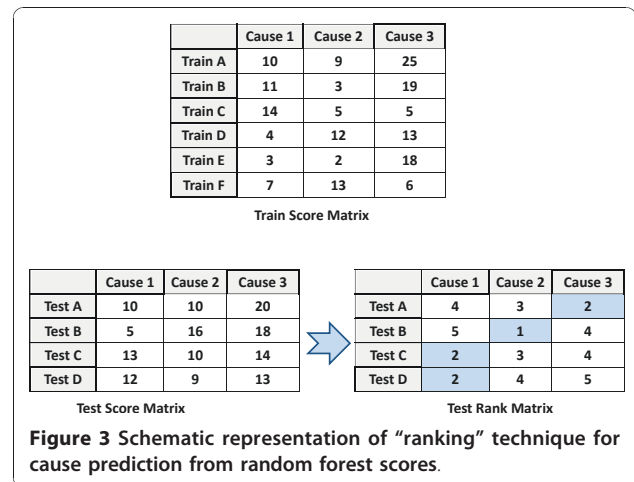 Cause 1 Cause 2 Cause 3
Train A 10 9 25
Train B 11 3 19
Train C 14 5 5
Train D 4 12 13
Train E 3 2 18
Train F 7 13 6
Train Score Matrix
Cause 1 Cause 2 Cause 3
Test A 10 10 20
Test B 5 16 18
Test C 13 10 14
Test D 12 9 13
Test Score Matrix
Cause 1 Cause 2 Cause 3
Test A 4 3 2
Test B 5 1 4
Test C 2 3 4
Test D 2 4 5
Test Rank Matrix
Figure 3 Schematic representation of “ranking” technique for
cause prediction from random forest scores.